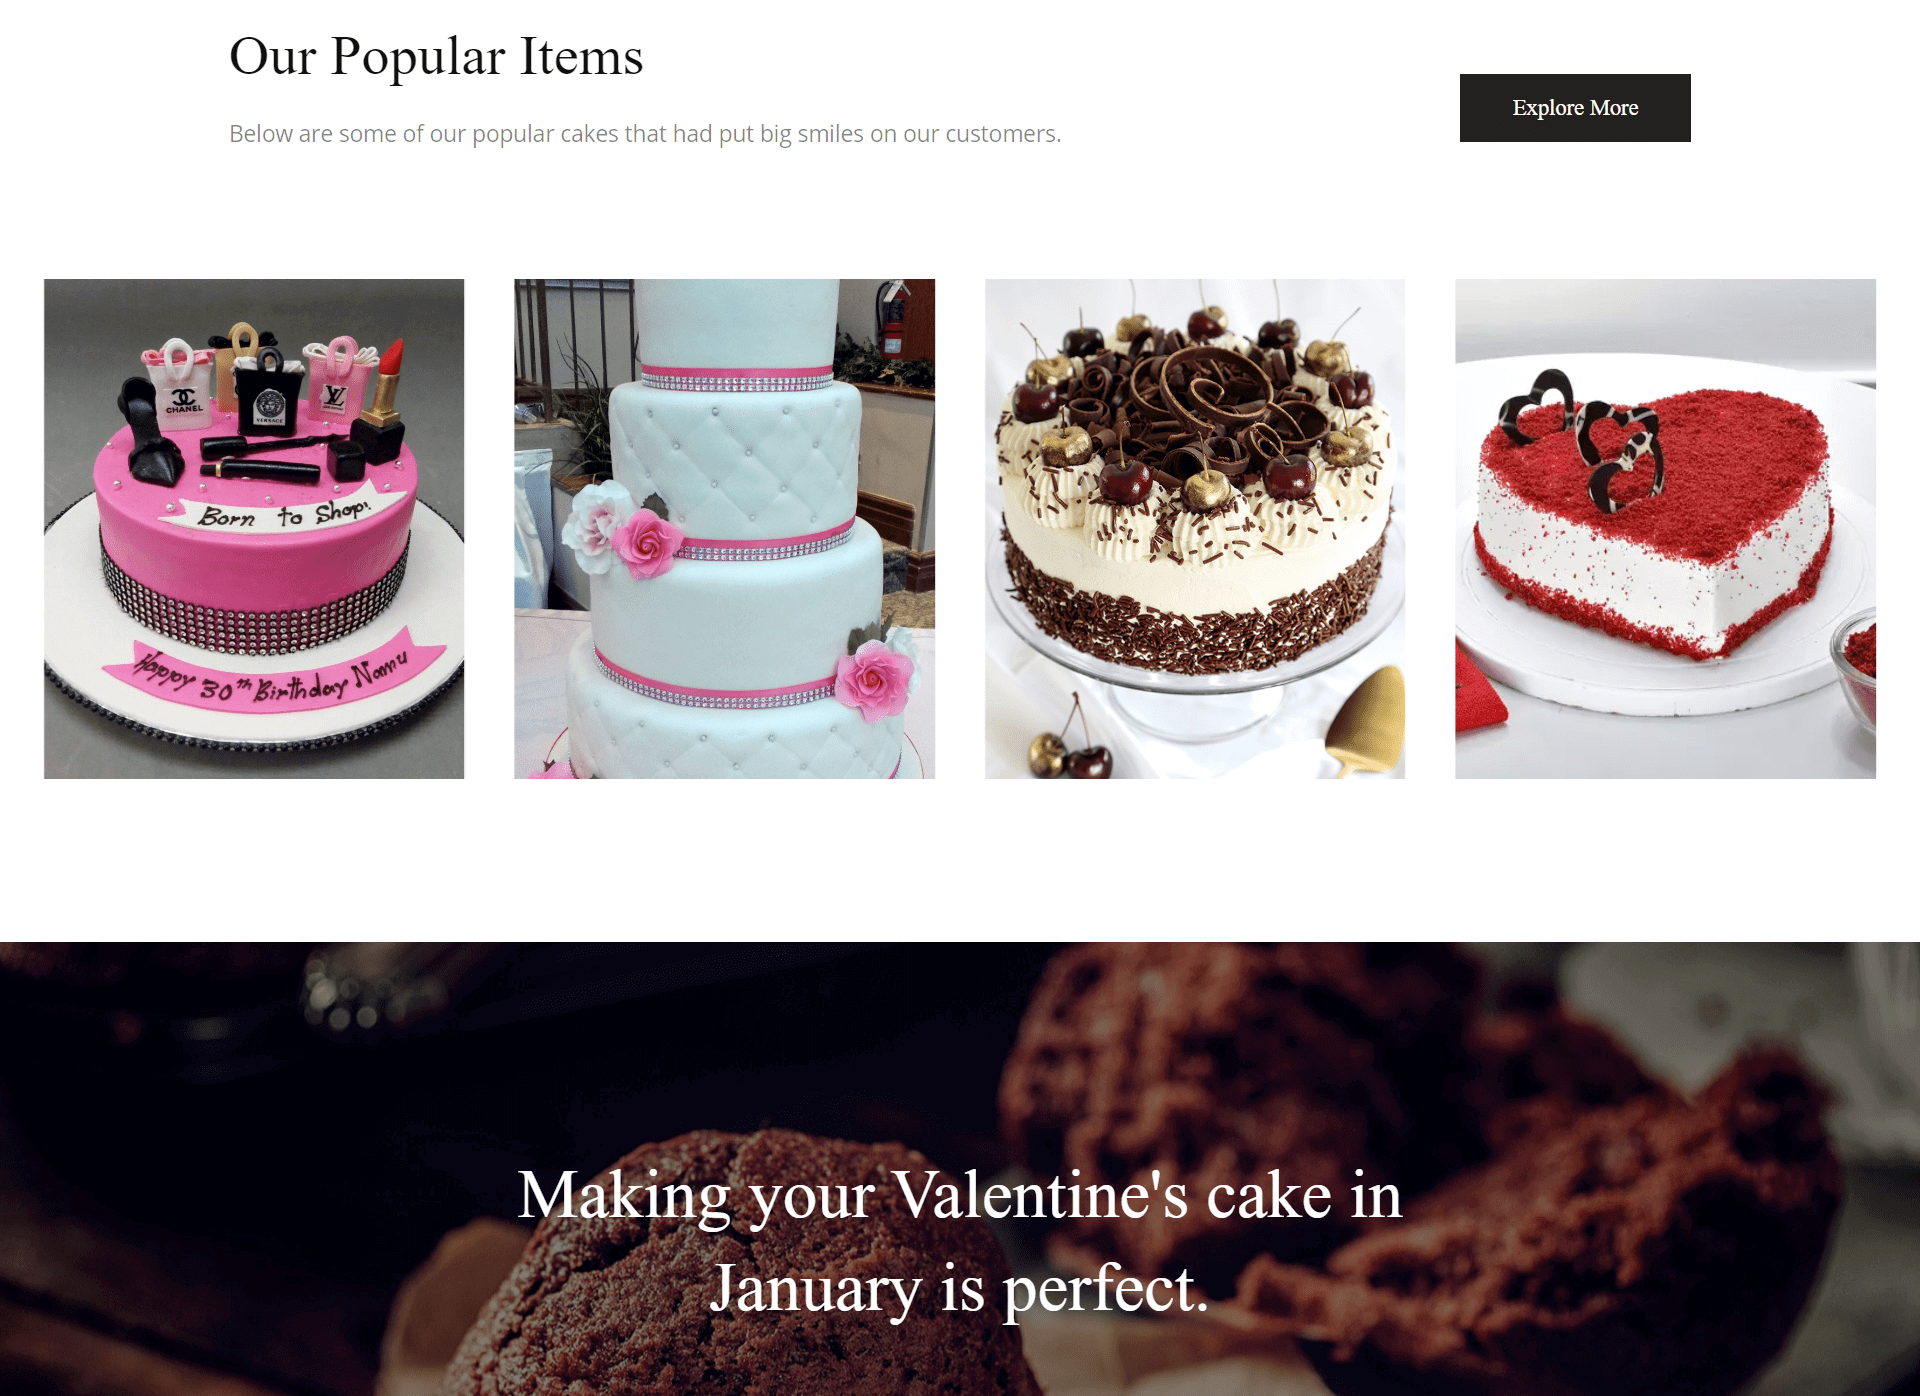 Our Popular Items
Below are some of our popular cakes that had put big smiles on our customers.
Explore More
CHANEL
VERSACE
LV
Born to Shop!
Happy 30th Birthday Namu
Making your Valentine's cake in
January is perfect.